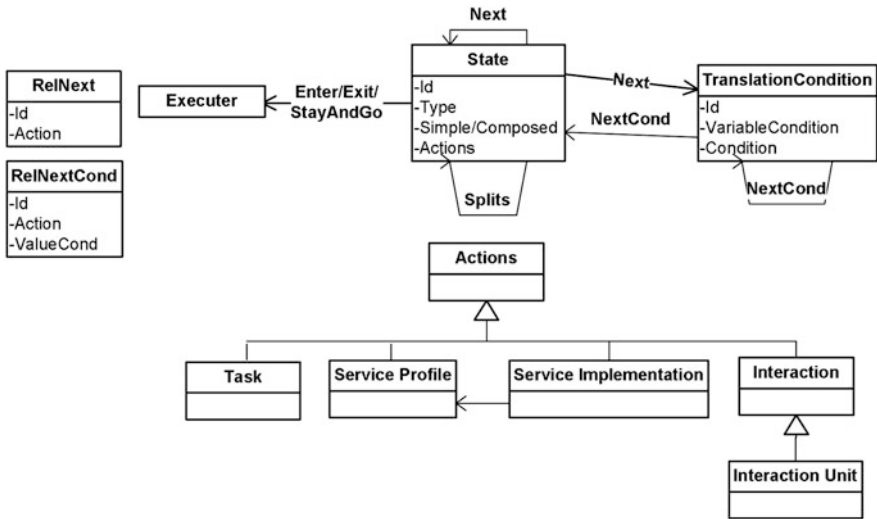 Next
State
-Id
-Type
-Simple/Composed
-Actions
RelNext
-Id
-Action
Executer
Enter/Exit/
StayAndGo
Next
TranslationCondition
-Id
-VariableCondition
-Condition
NextCond
RelNextCond
-Id
-Action
-ValueCond
Splits
NextCond
Actions
Task
Service Profile
Service Implementation
Interaction
Interaction Unit